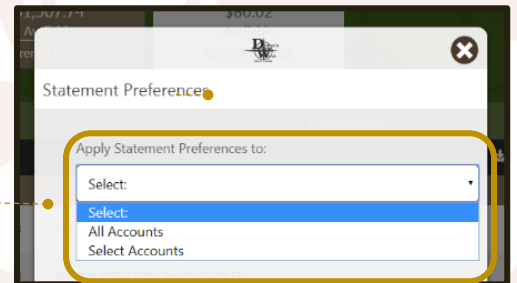 $80.02
Statement Preferences
Apply Statement Preferences to:
Select:
Select:
All Accounts
Select Accounts